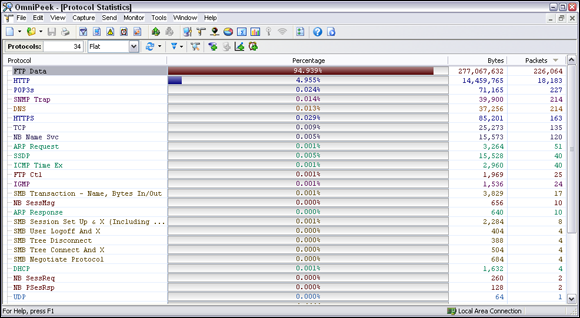 OmniPeek - [Protocol Statistics]
File Edit View Capture Send Monitor Tools Window Help
Protocols: 34 Flat
Protocol Percentage Bytes Packets
FTP Data 94.939% 277,067,632 226,064
HTTP 4.955% 14,459,765 18,183
POP3s 0.024% 71,165 227
SNMP Trap 0.014% 39,900 214
DNS 0.013% 37,256 214
HTTPS 0.029% 85,201 163
TCP 0.009% 25,273 135
NB Name Svc 0.005% 15,573 120
ARP Request 0.001% 3,264 51
SSDP 0.005% 15,528 40
ICMP Time Ex 0.001% 2,960 40
FTP Ctl 0.001% 1,969 25
IGMP 0.001% 1,536 24
SMB Transaction - Name, Bytes In/Out 0.001% 3,829 17
NB SessMsg 0.000% 656 10
ARP Response 0.000% 640 10
SMB Session Set Up & X (Including ... 0.001% 2,284 8
SMB User Logoff And X 0.000% 404 4
SMB Tree Disconnect 0.000% 388 4
SMB Tree Connect And X 0.000% 504 4
SMB Negotiate Protocol 0.000% 684 4
DHCP 0.001% 1,632 4
NB SessReq 0.000% 260 2
NB PSesRsp 0.000% 128 2
UDP 0.000% 64 1
For Help, press F1 Local Area Connection